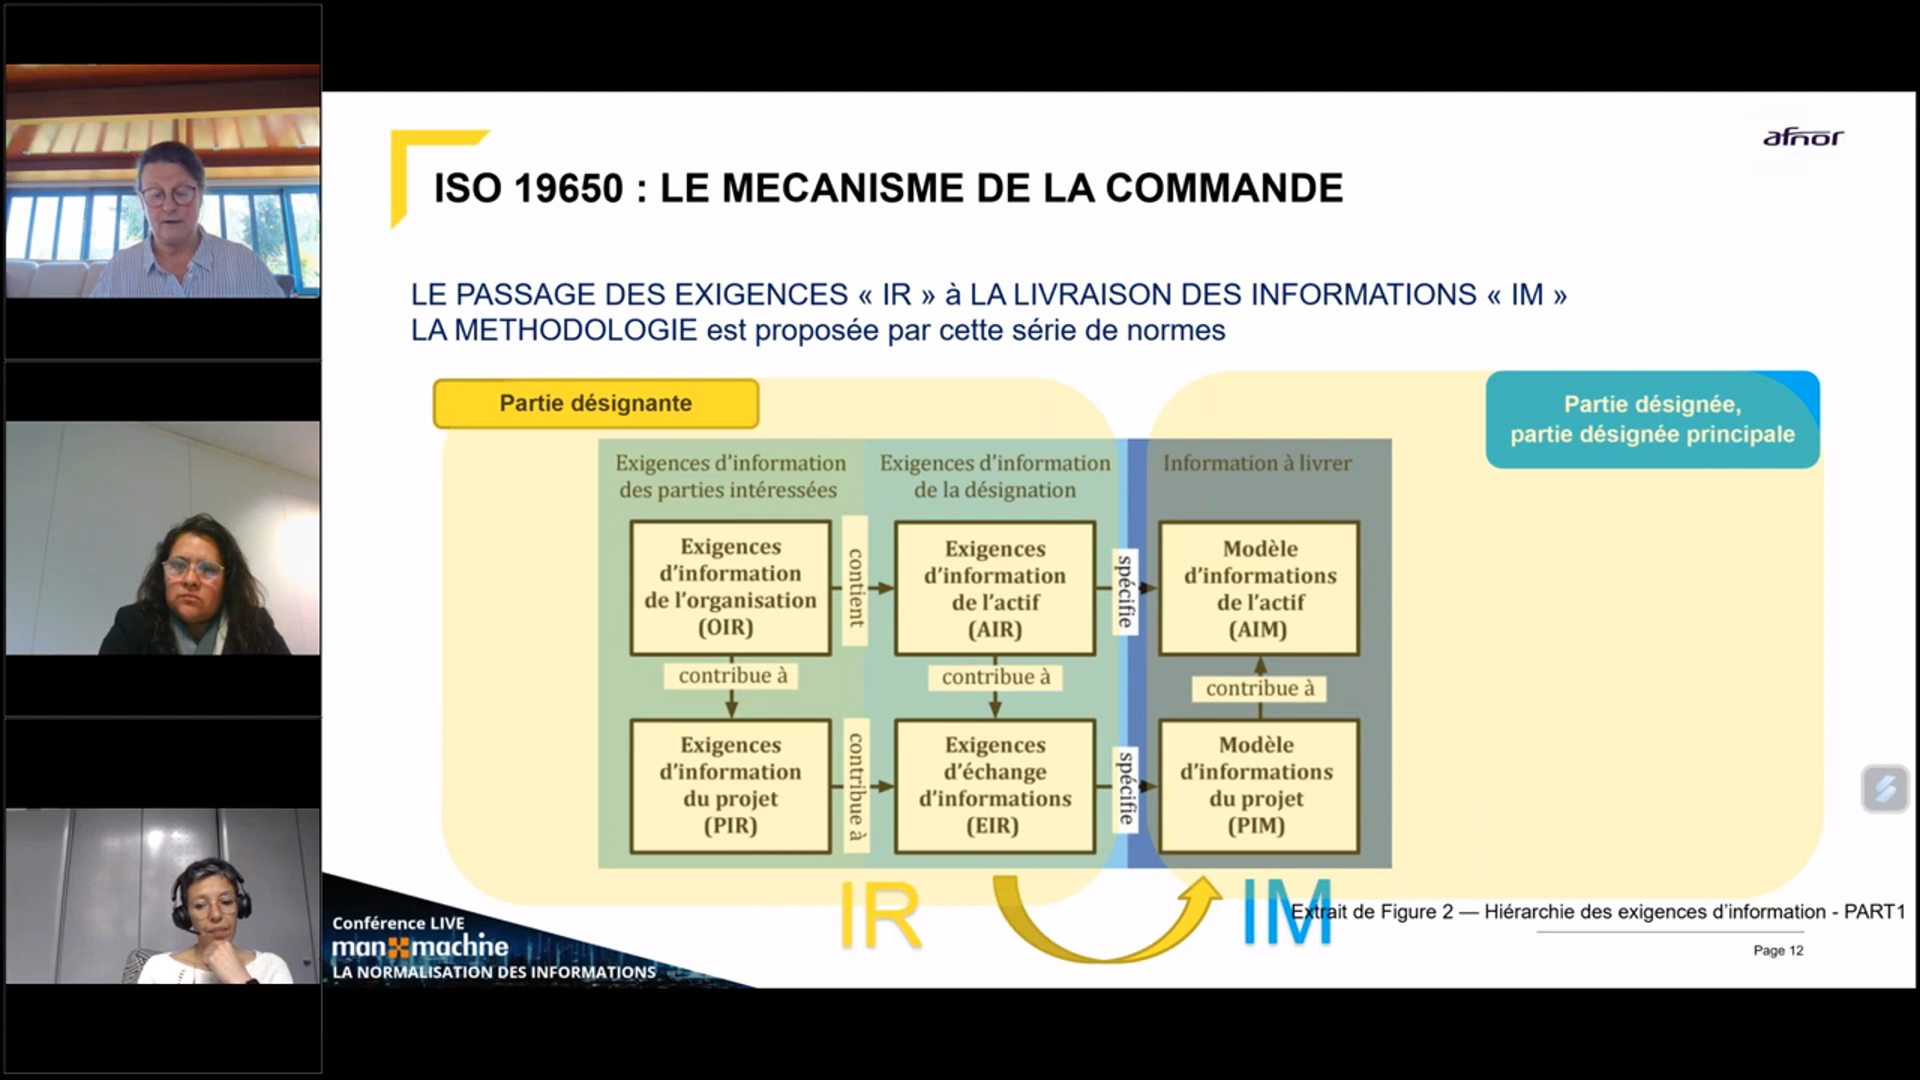 afnor
ISO 19650 : LE MECANISME DE LA COMMANDE
LE PASSAGE DES EXIGENCES « IR » à LA LIVRAISON DES INFORMATIONS « IM »
LA METHODOLOGIE est proposée par cette série de normes
Partie désignante
Partie désignée,
partie désignée principale
Exigences d'information
des parties intéressées
Exigences d'information
de la désignation
Information à livrer
Exigences
d'information
de l'organisation
(OIR)
contient
Exigences
d'information
de l'actif
(AIR)
spécifie
Modèle
d'informations
de l'actif
(AIM)
contribue à
contribue à
contribue à
Exigences
d'information
du projet
(PIR)
contribue à
Exigences
d'échange
d'informations
(EIR)
spécifie
Modèle
d'informations
du projet
(PIM)
IR
IM
Extrait de Figure 2 — Hiérarchie des exigences d'information - PART1
Page 12
Conférence LIVE
man machine
LA NORMALISATION DES INFORMATIONS